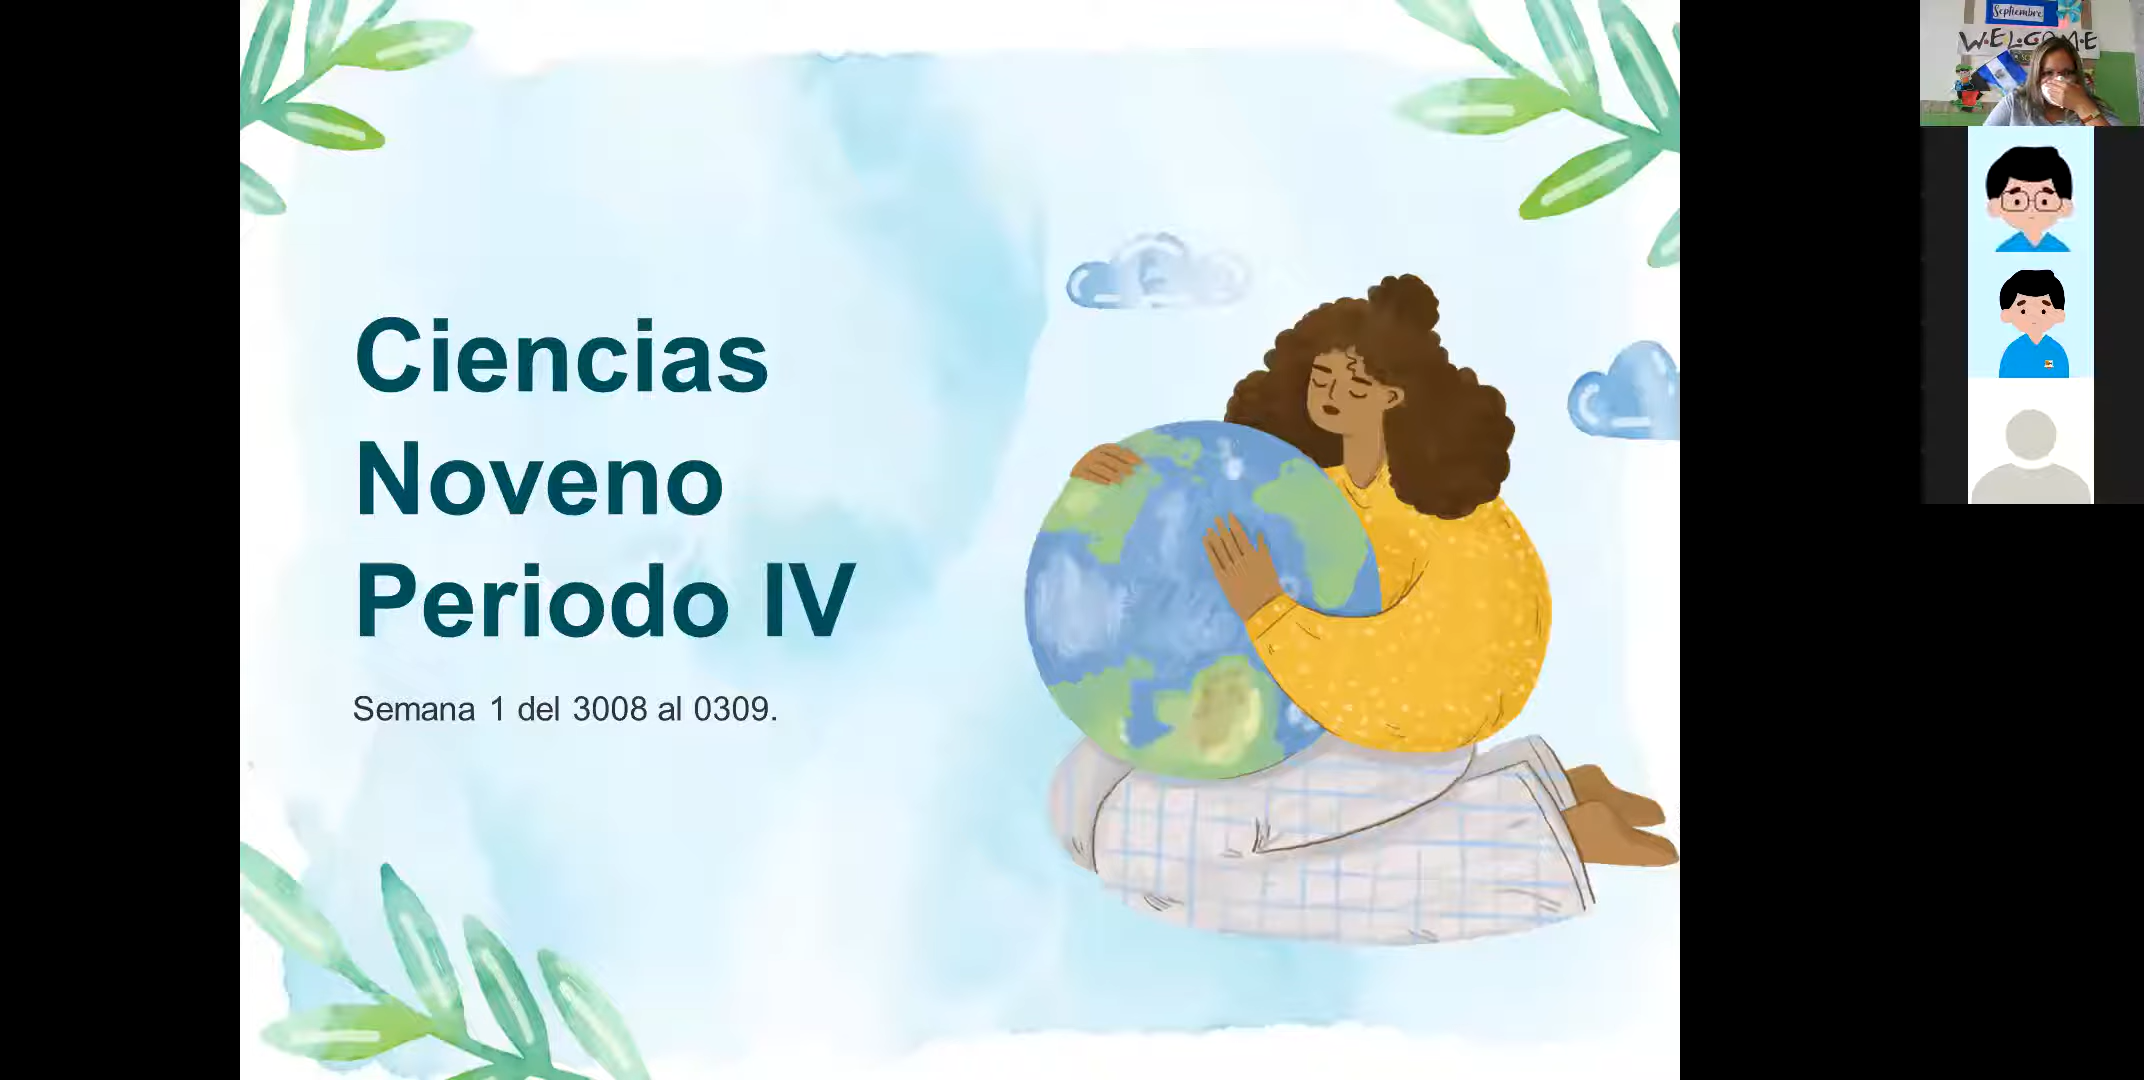 Ciencias
Noveno
Periodo IV
Semana 1 del 3008 al 0309.
Septiembre
WELCOME